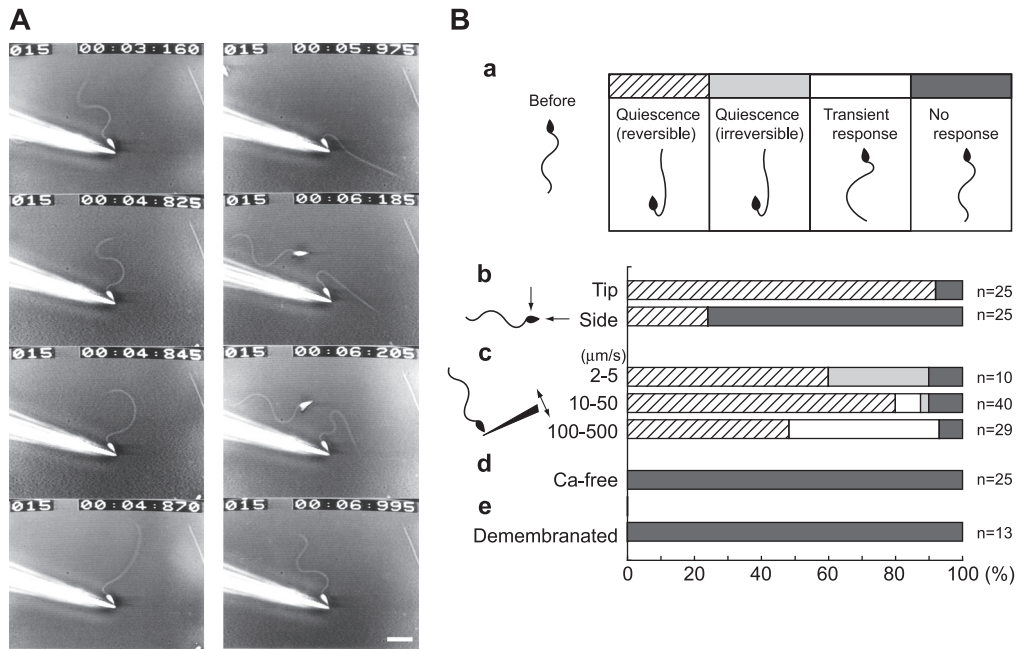 A
015 00:03:160
015 00:05:975
015 00:04:825
015 00:06:185
015 00:04:845
015 00:06:205
015 00:04:870
015 00:06:995
B
a
Before
Quiescence
(reversible)
Quiescence
(irreversible)
Transient
response
No
response
b
Tip
n=25
Side
n=25
c
(μm/s)
2-5
n=10
10-50
n=40
100-500
n=29
d
Ca-free
n=25
e
Demembranated
n=13
0 20 40 60 80 100 (%)